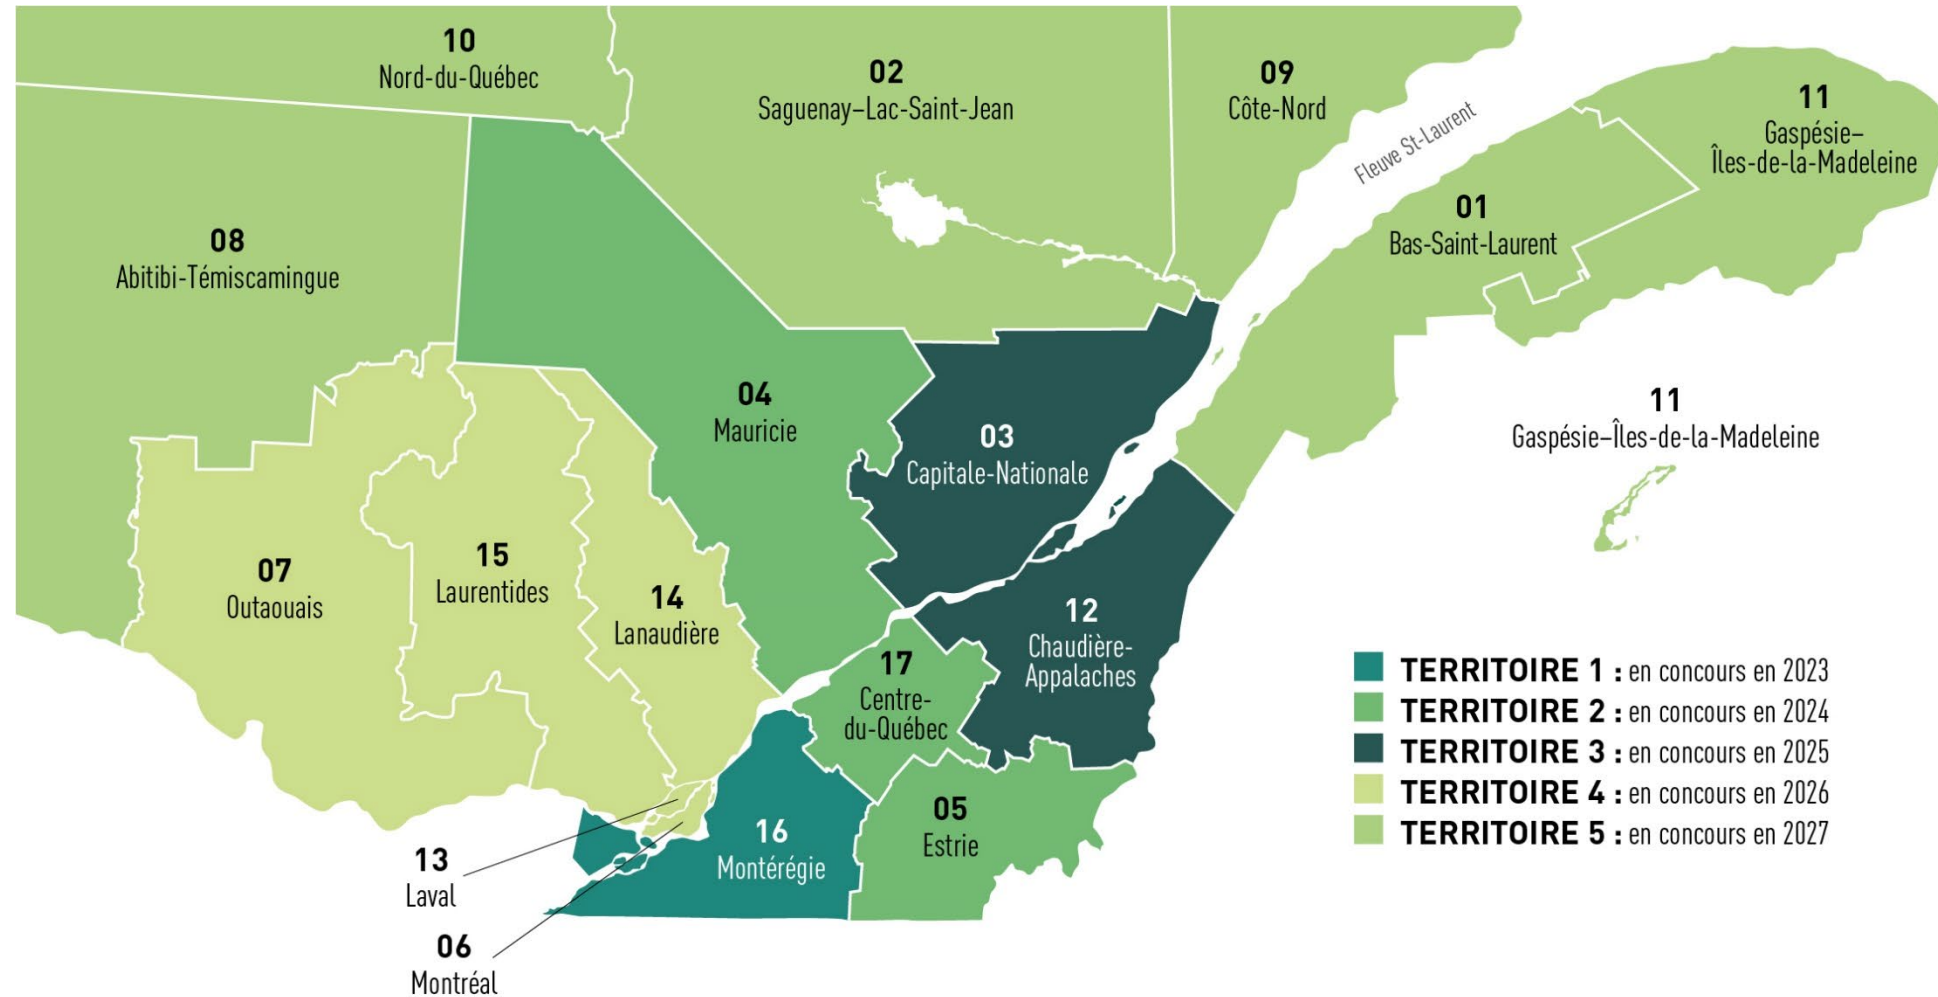 10
Nord-du-Québec
02
Saguenay–Lac-Saint-Jean
09
Côte-Nord
Fleuve St-Laurent
11
Gaspésie–
Îles-de-la-Madeleine
01
Bas-Saint-Laurent
08
Abitibi-Témiscamingue
04
Mauricie
03
Capitale-Nationale
11
Gaspésie–Îles-de-la-Madeleine
07
Outaouais
15
Laurentides
14
Lanaudière
12
Chaudière-
Appalaches
17
Centre-
du-Québec
05
Estrie
16
Montérégie
13
Laval
06
Montréal
TERRITOIRE 1 : en concours en 2023
TERRITOIRE 2 : en concours en 2024
TERRITOIRE 3 : en concours en 2025
TERRITOIRE 4 : en concours en 2026
TERRITOIRE 5 : en concours en 2027